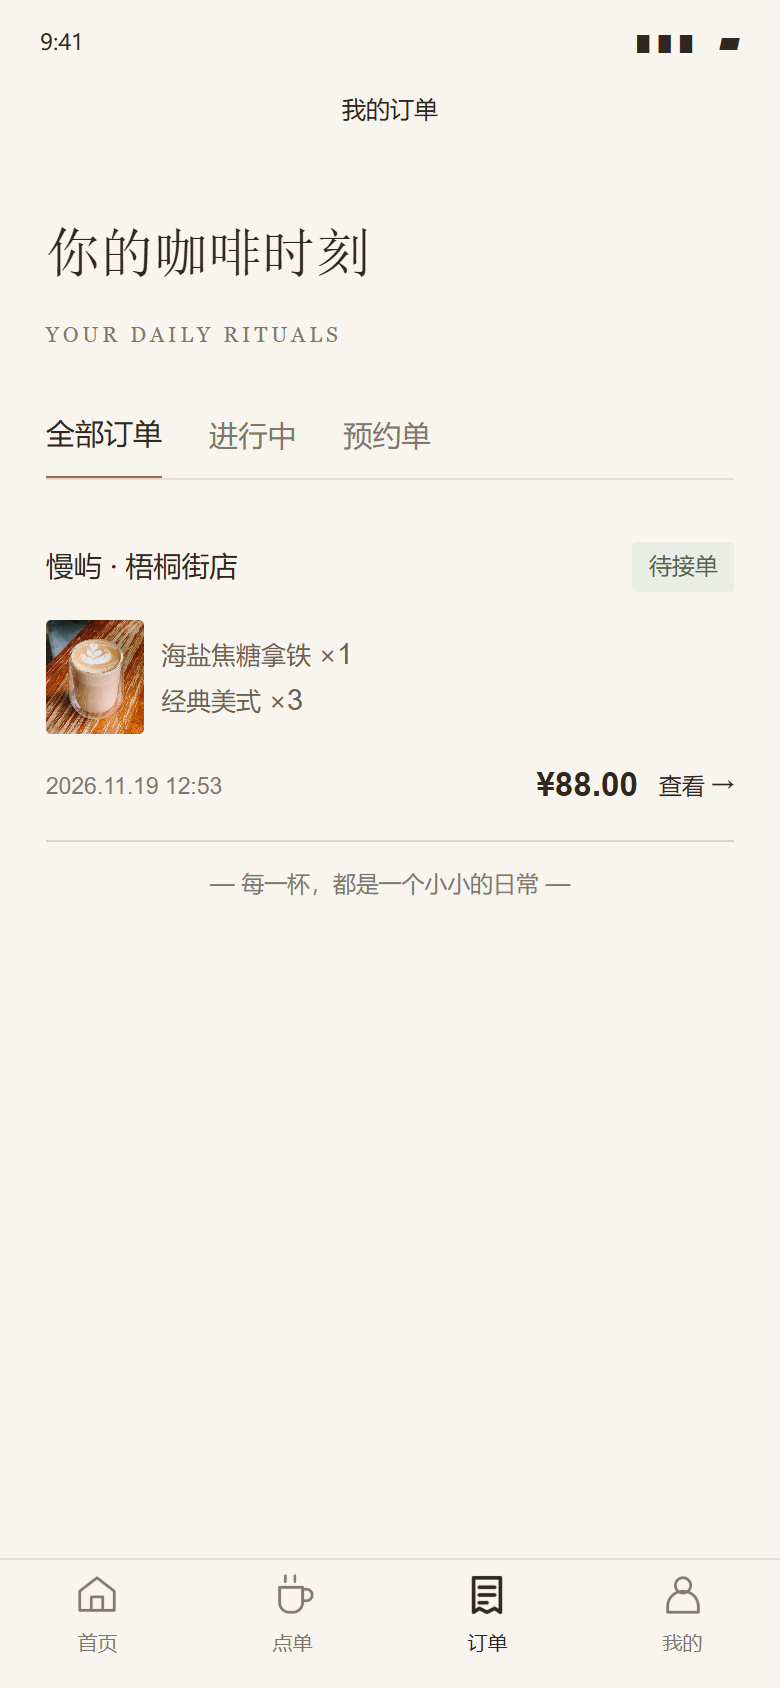 9:41
我的订单
你的咖啡时刻
YOUR DAILY RITUALS
全部订单 进行中 预约单
慢屿 · 梧桐街店 待接单
海盐焦糖拿铁 ×1
经典美式 ×3
2026.11.19 12:53 ¥88.00 查看 →
— 每一杯，都是一个小小的日常 —
首页 点单 订单 我的